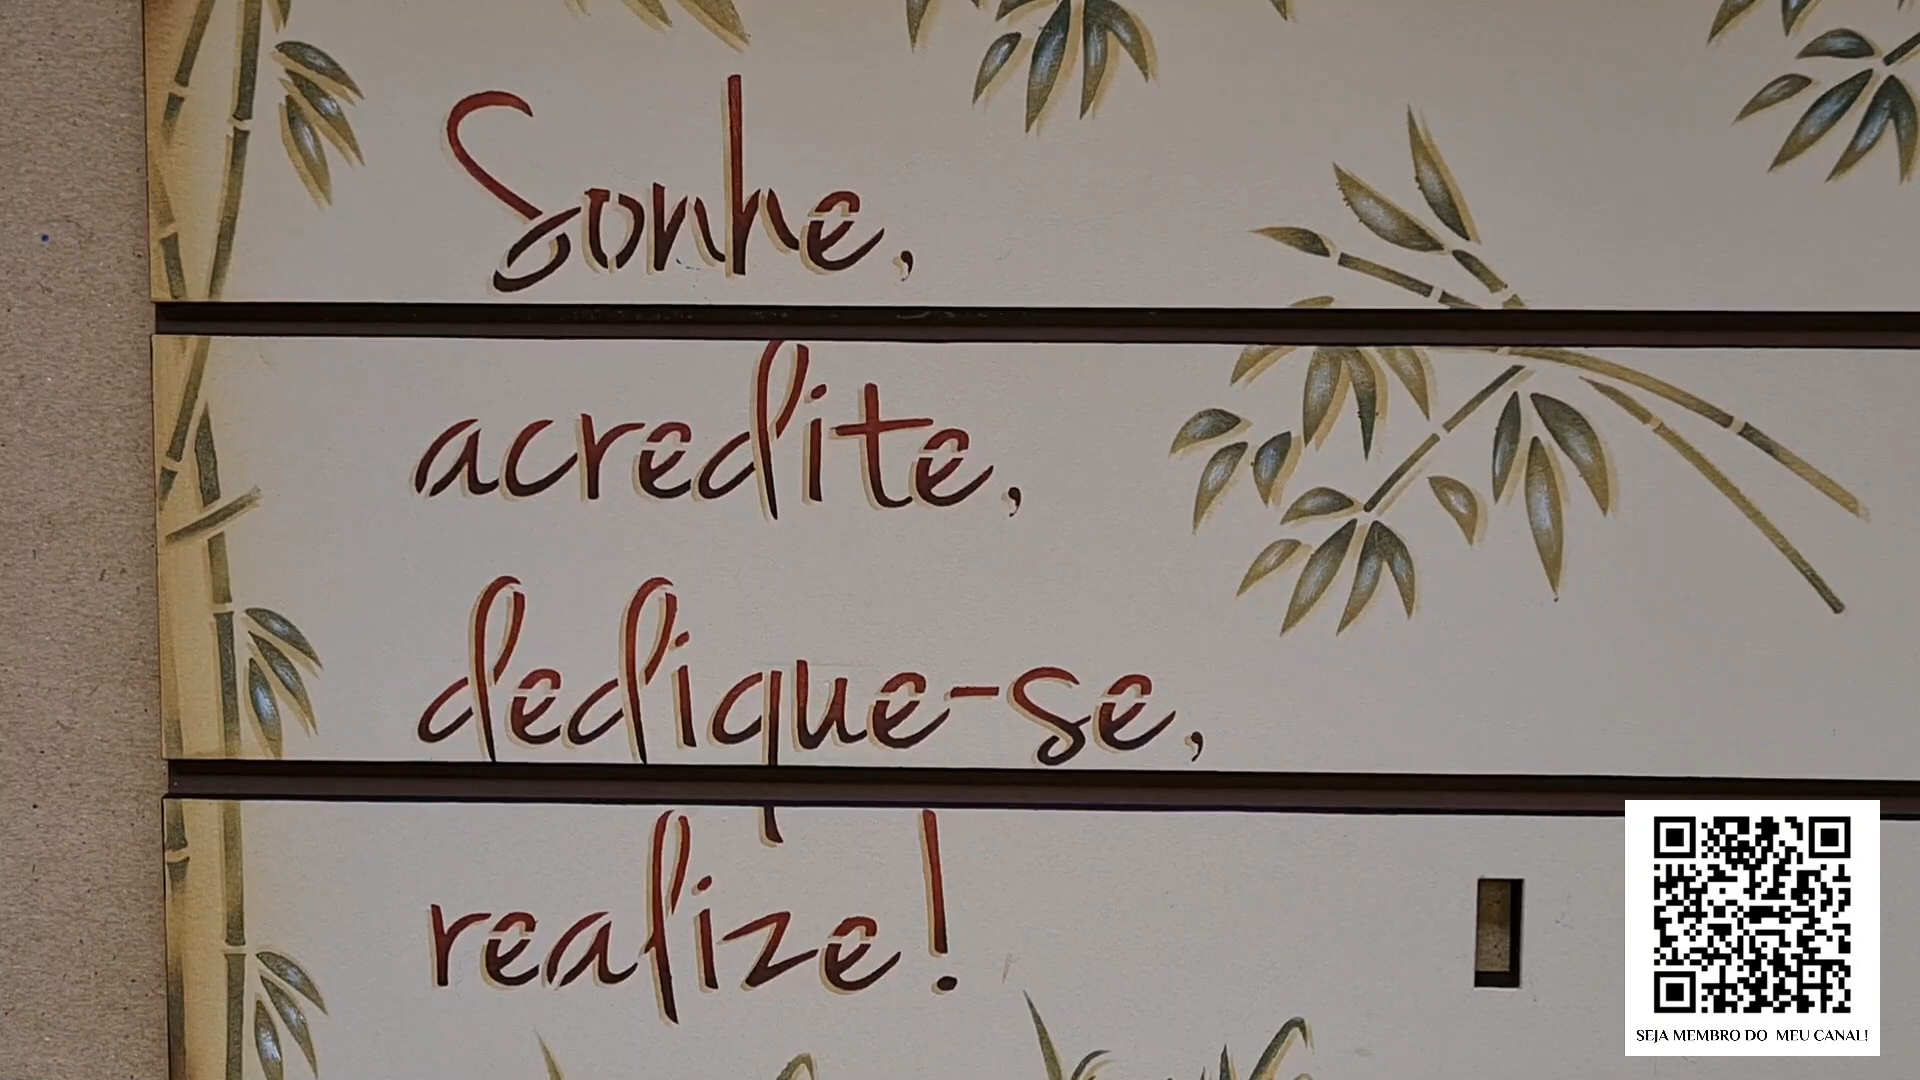 Sonhe,
acredite,
dedique-se,
realize!
SEJA MEMBRO DO MEU CANAL!